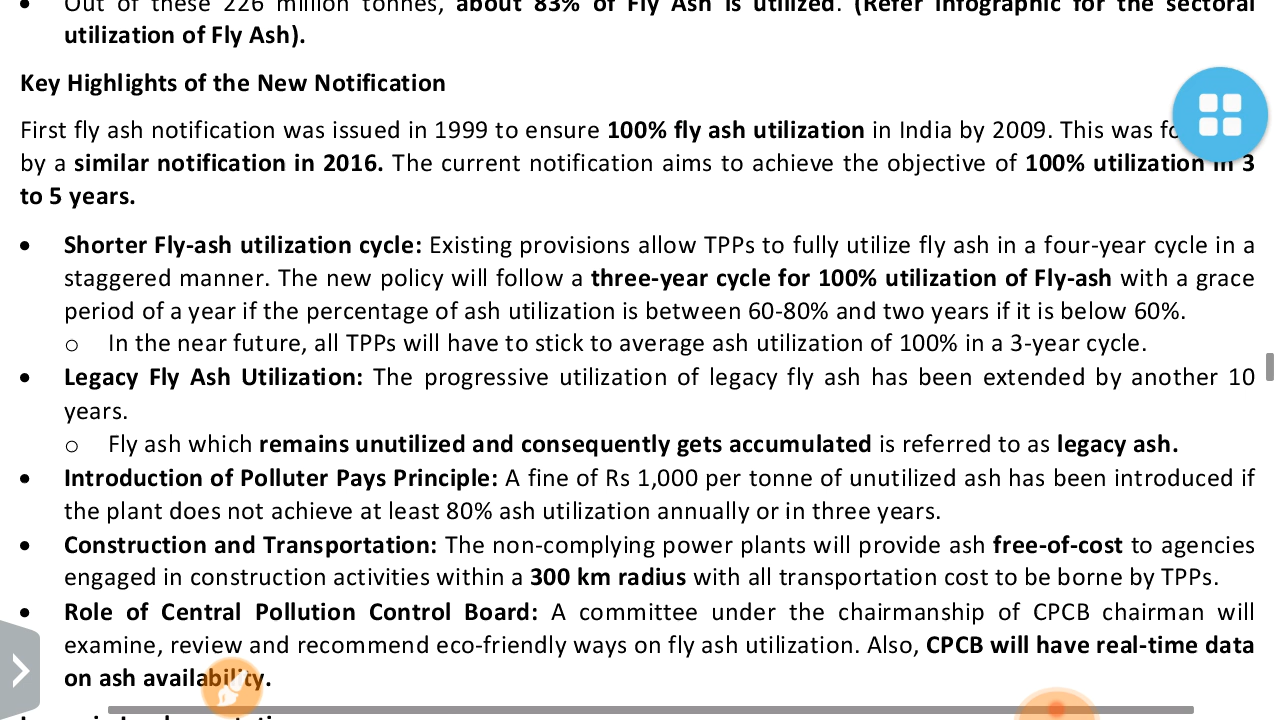 Out of these 226 million tonnes, about 83% of Fly Ash is utilized. (Refer infographic for the sectoral
utilization of Fly Ash).
Key Highlights of the New Notification
First fly ash notification was issued in 1999 to ensure 100% fly ash utilization in India by 2009. This was
by a similar notification in 2016. The current notification aims to achieve the objective of 100% utilization in 3
to 5 years.
• Shorter Fly-ash utilization cycle: Existing provisions allow TPPs to fully utilize fly ash in a four-year cycle in a
staggered manner. The new policy will follow a three-year cycle for 100% utilization of Fly-ash with a grace
period of a year if the percentage of ash utilization is between 60-80% and two years if it is below 60%.
o In the near future, all TPPs will have to stick to average ash utilization of 100% in a 3-year cycle.
• Legacy Fly Ash Utilization: The progressive utilization of legacy fly ash has been extended by another 10
years.
o Fly ash which remains unutilized and consequently gets accumulated is referred to as legacy ash.
• Introduction of Polluter Pays Principle: A fine of Rs 1,000 per tonne of unutilized ash has been introduced if
the plant does not achieve at least 80% ash utilization annually or in three years.
• Construction and Transportation: The non-complying power plants will provide ash free-of-cost to agencies
engaged in construction activities within a 300 km radius with all transportation cost to be borne by TPPs.
• Role of Central Pollution Control Board: A committee under the chairmanship of CPCB chairman will
examine, review and recommend eco-friendly ways on fly ash utilization. Also, CPCB will have real-time data
on ash availability.